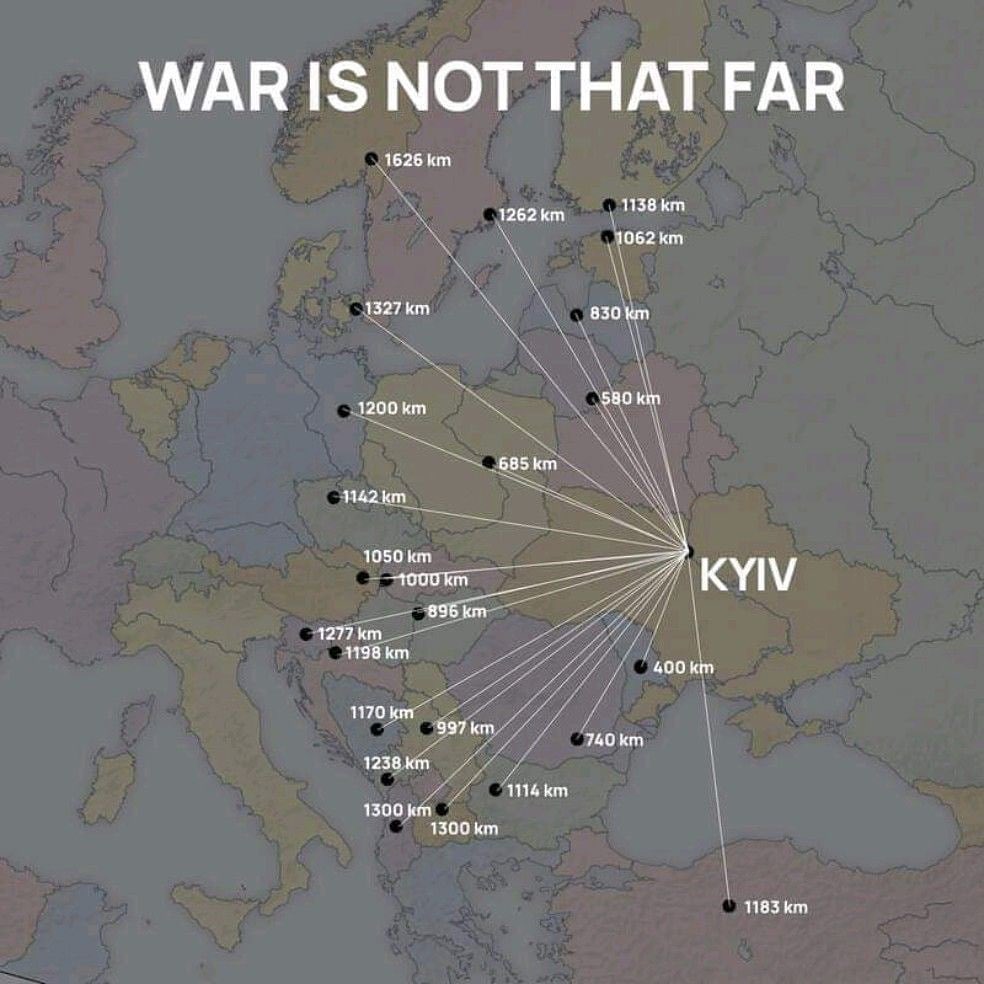 WAR IS NOT THAT FAR
1626 km
1262 km
1138 km
1062 km
1327 km
830 km
580 km
1200 km
685 km
1142 km
KYIV
1050 km
1000 km
896 km
1277 km
1198 km
400 km
1170 km
997 km
740 km
1238 km
1114 km
1300 km
1300 km
1183 km